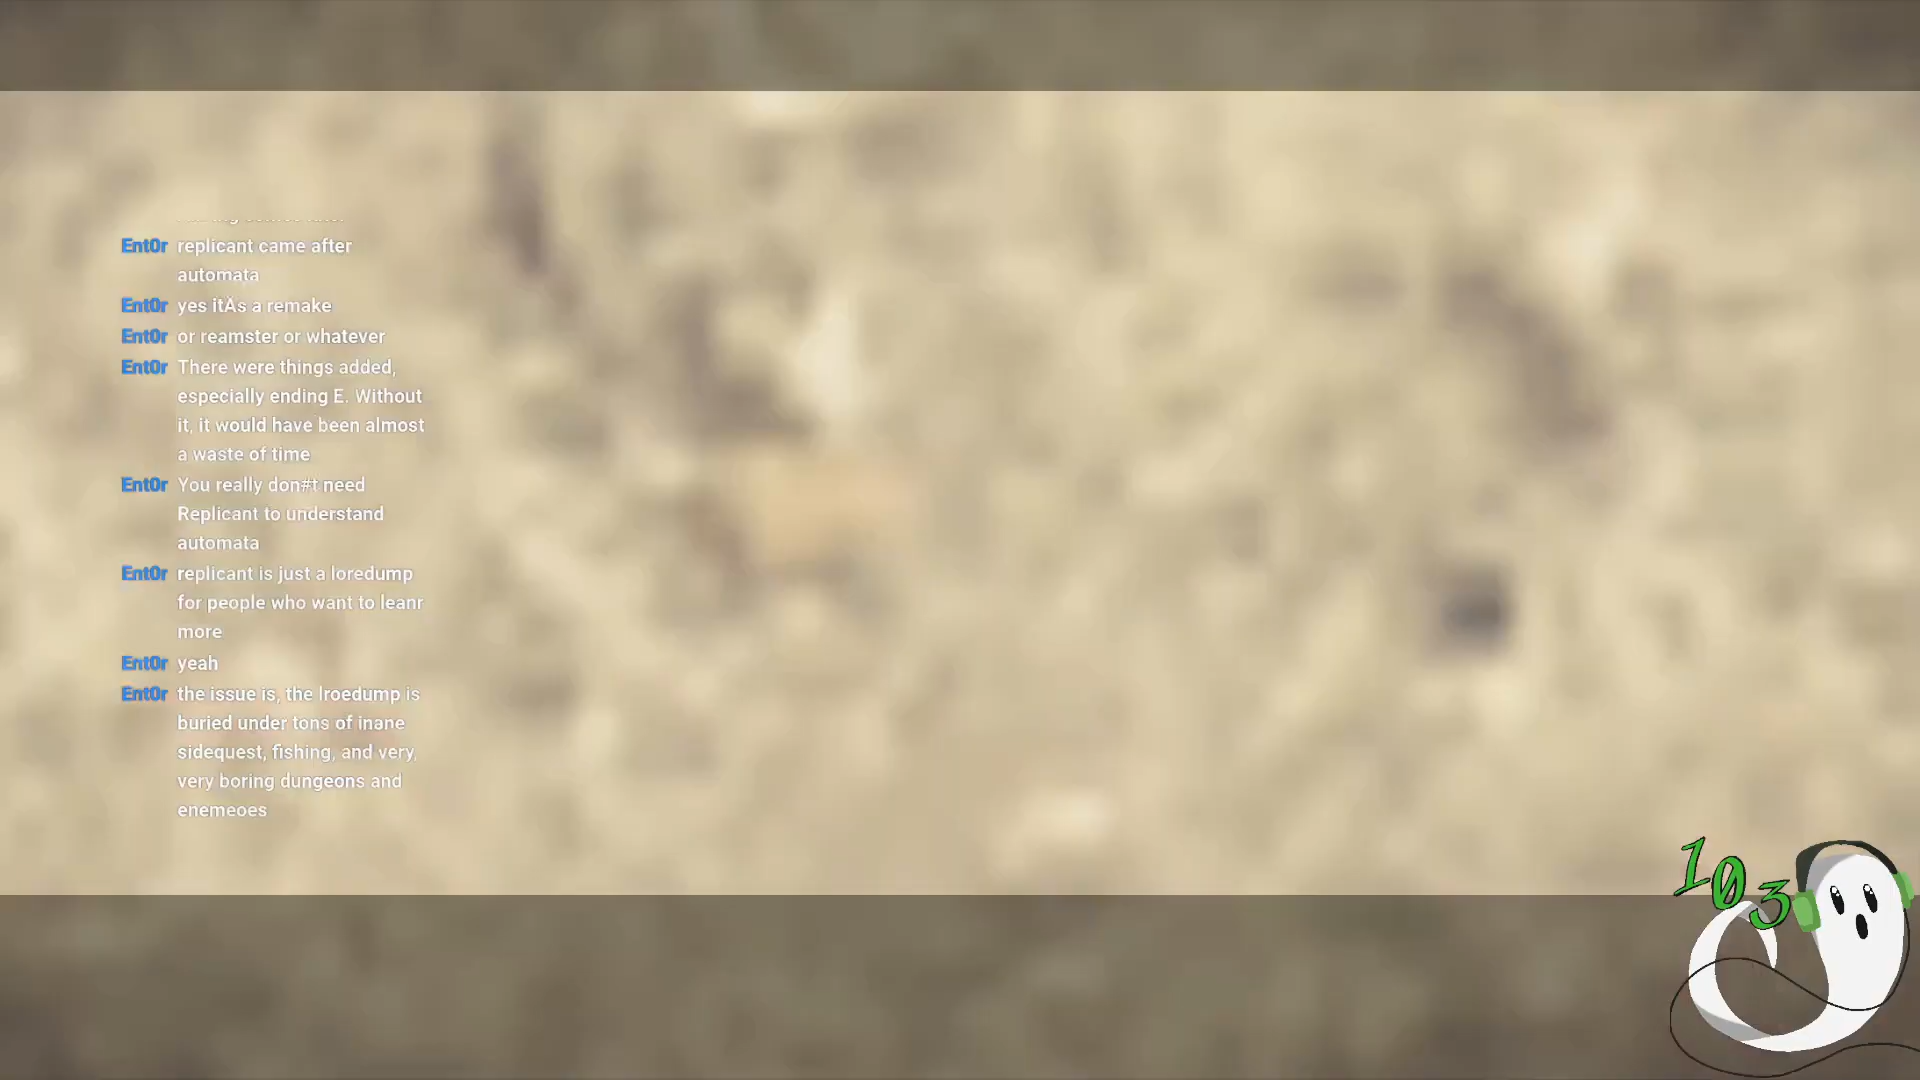 Ent0r replicant came after
automata
Ent0r yes itÄs a remake
Ent0r or reamster or whatever
Ent0r There were things added,
especially ending E. Without
it, it would have been almost
a waste of time
Ent0r You really don#t need
Replicant to understand
automata
Ent0r replicant is just a loredump
for people who want to leanr
more
Ent0r yeah
Ent0r the issue is, the lroedump is
buried under tons of inane
sidequest, fishing, and very,
very boring dungeons and
enemeoes
103